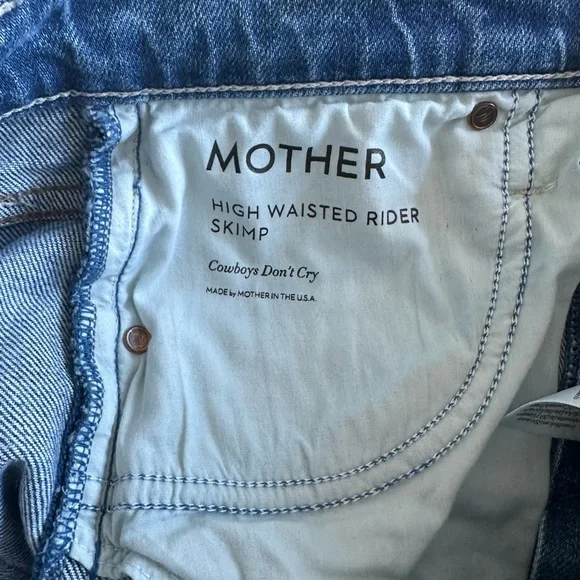 MOTHER
HIGH WAISTED RIDER
SKIMP
Cowboys Don't Cry
MADE by MOTHER IN THE U.S.A.